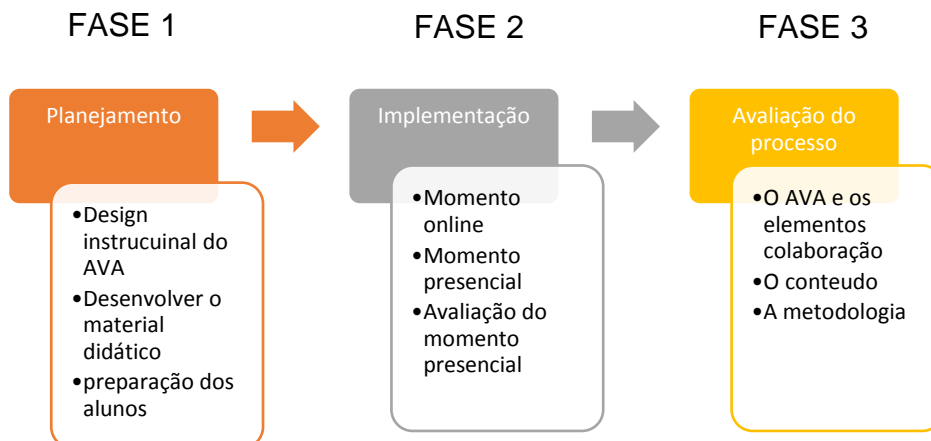 FASE 1
FASE 2
FASE 3
Planejamento
•Design
instrucuinal do
AVA
•Desenvolver o
material
didático
•preparação dos
alunos
Implementação
•Momento
online
•Momento
presencial
•Avaliação do
momento
presencial
Avaliação do
processo
•O AVA e os
elementos
colaboração
•O conteudo
•A metodologia